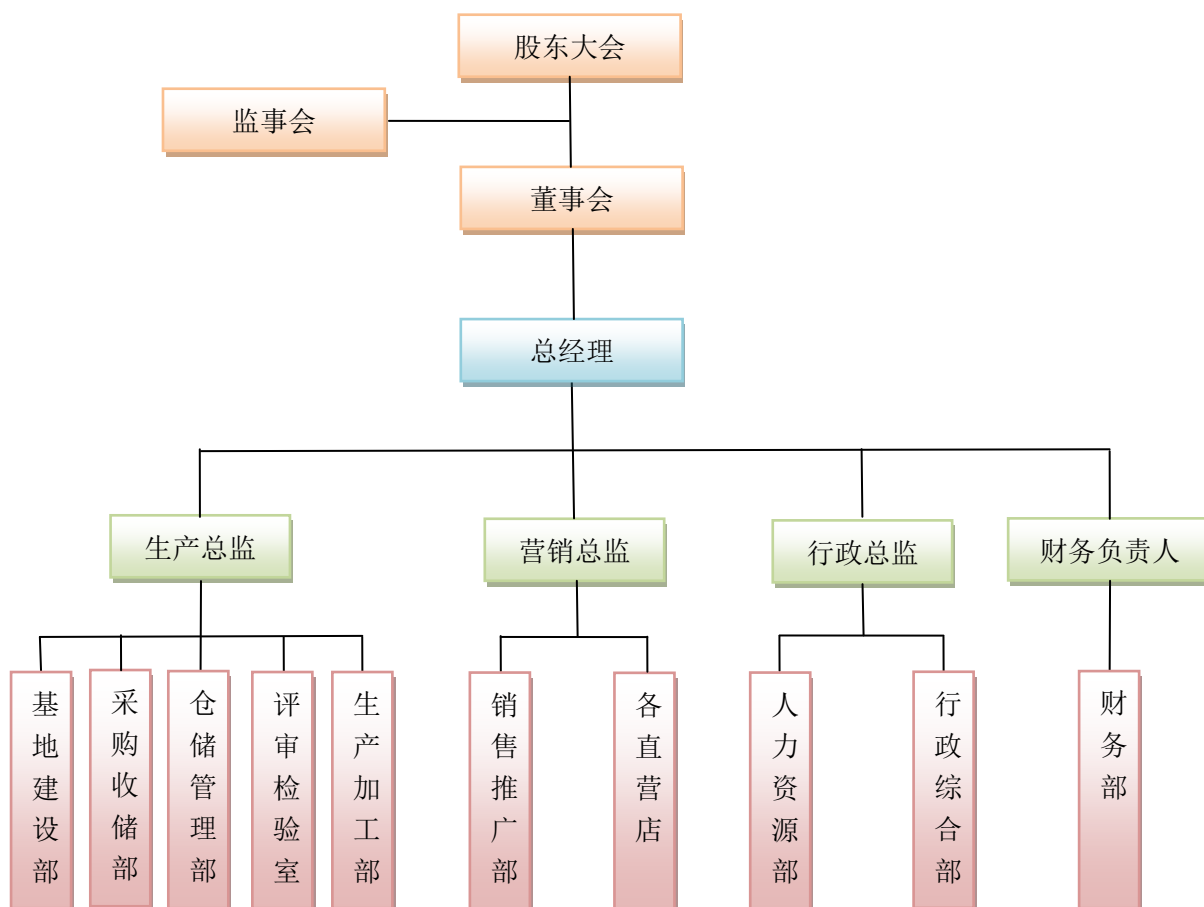 股东大会
监事会
董事会
总经理
生产总监
营销总监
行政总监
财务负责人
基地建设部
采购收储部
仓储管理部
评审检验室
生产加工部
销售推广部
各直营店
人力资源部
行政综合部
财务部